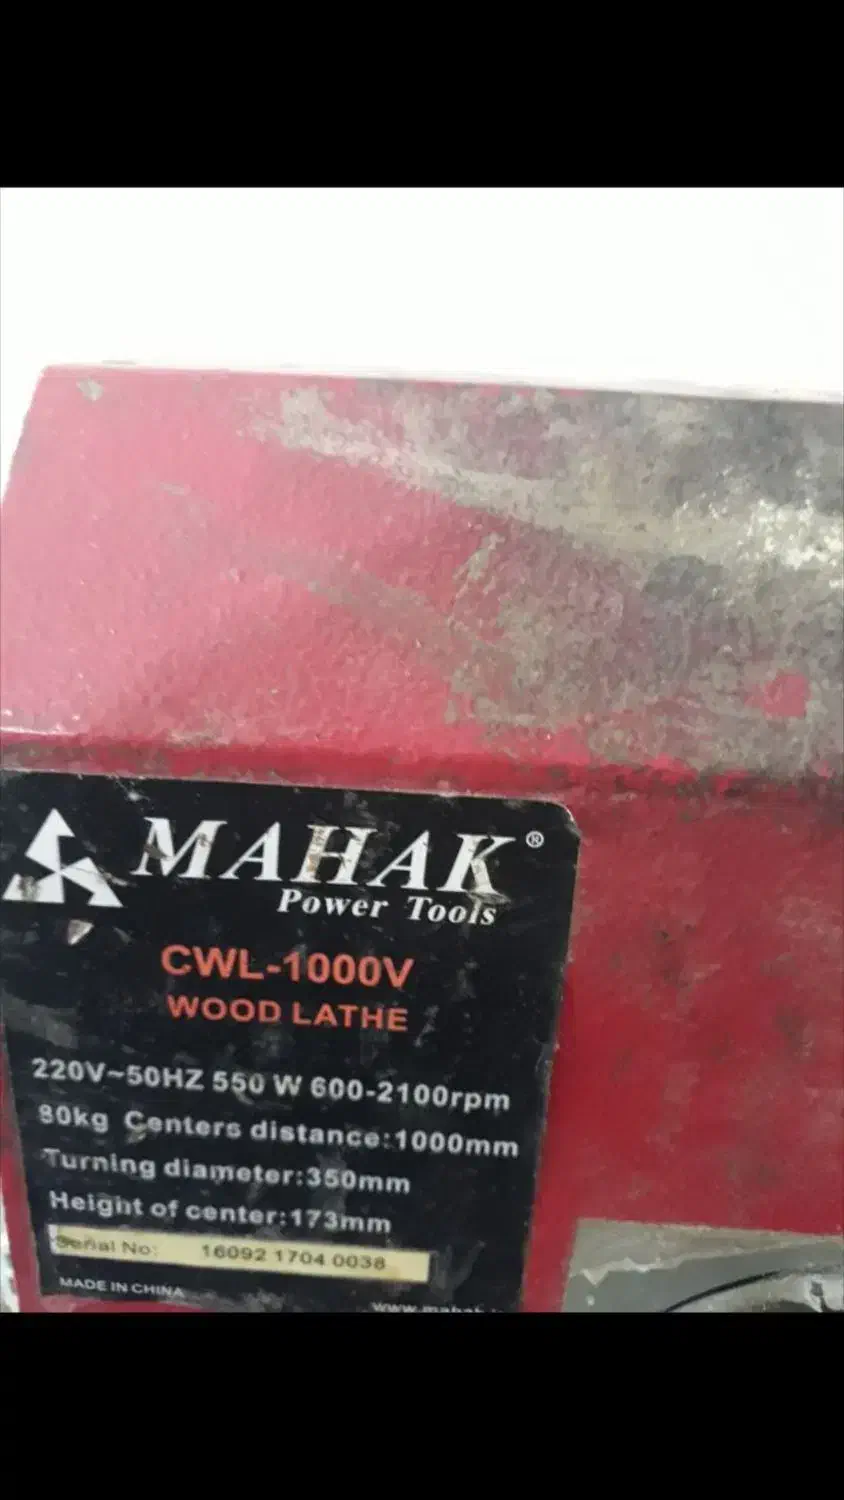 MAHAK®
Power Tools
CWL-1000V
WOOD LATHE
220V~50HZ 550 W 600-2100rpm
80kg Centers distance:1000mm
Turning diameter:350mm
Height of center:173mm
Serial No: 16092 1704 0038
MADE IN CHINA